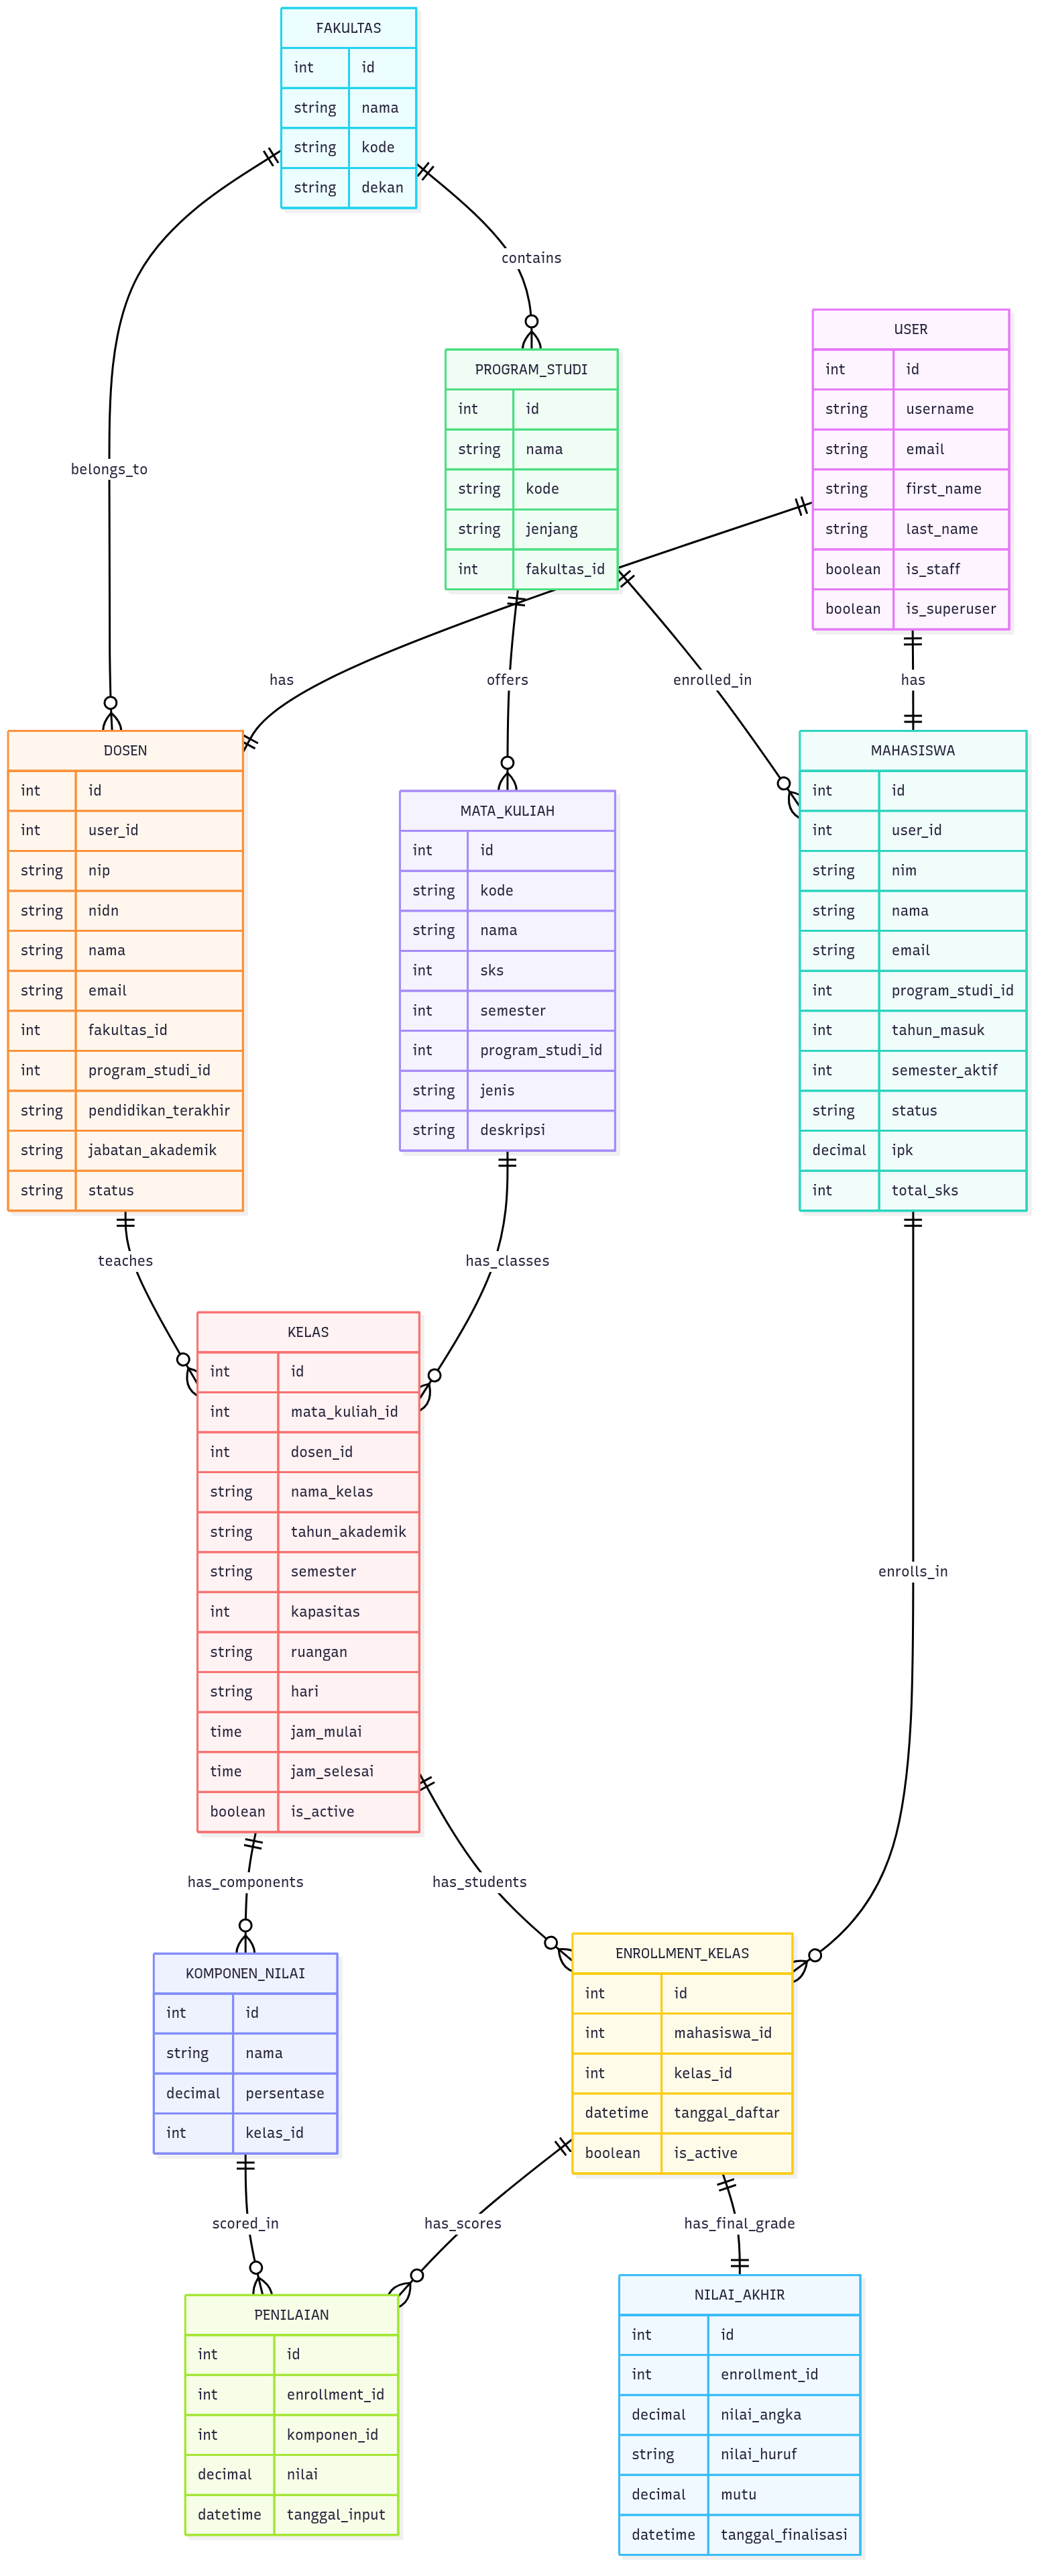 FAKULTAS
int id
string nama
string kode
string dekan
contains
USER
int id
string username
string email
string first_name
string last_name
boolean is_staff
boolean is_superuser
PROGRAM_STUDI
int id
string nama
string kode
string jenjang
int fakultas_id
belongs_to
has
offers
enrolled_in
has
DOSEN
int id
int user_id
string nip
string nidn
string nama
string email
int fakultas_id
int program_studi_id
string pendidikan_terakhir
string jabatan_akademik
string status
MATA_KULIAH
int id
string kode
string nama
int sks
int semester
int program_studi_id
string jenis
string deskripsi
MAHASISWA
int id
int user_id
string nim
string nama
string email
int program_studi_id
int tahun_masuk
int semester_aktif
string status
decimal ipk
int total_sks
teaches
has_classes
KELAS
int id
int mata_kuliah_id
int dosen_id
string nama_kelas
string tahun_akademik
string semester
int kapasitas
string ruangan
string hari
time jam_mulai
time jam_selesai
boolean is_active
enrolls_in
has_components
has_students
KOMPONEN_NILAI
int id
string nama
decimal persentase
int kelas_id
ENROLLMENT_KELAS
int id
int mahasiswa_id
int kelas_id
datetime tanggal_daftar
boolean is_active
scored_in
has_scores
has_final_grade
PENILAIAN
int id
int enrollment_id
int komponen_id
decimal nilai
datetime tanggal_input
NILAI_AKHIR
int id
int enrollment_id
decimal nilai_angka
string nilai_huruf
decimal mutu
datetime tanggal_finalisasi